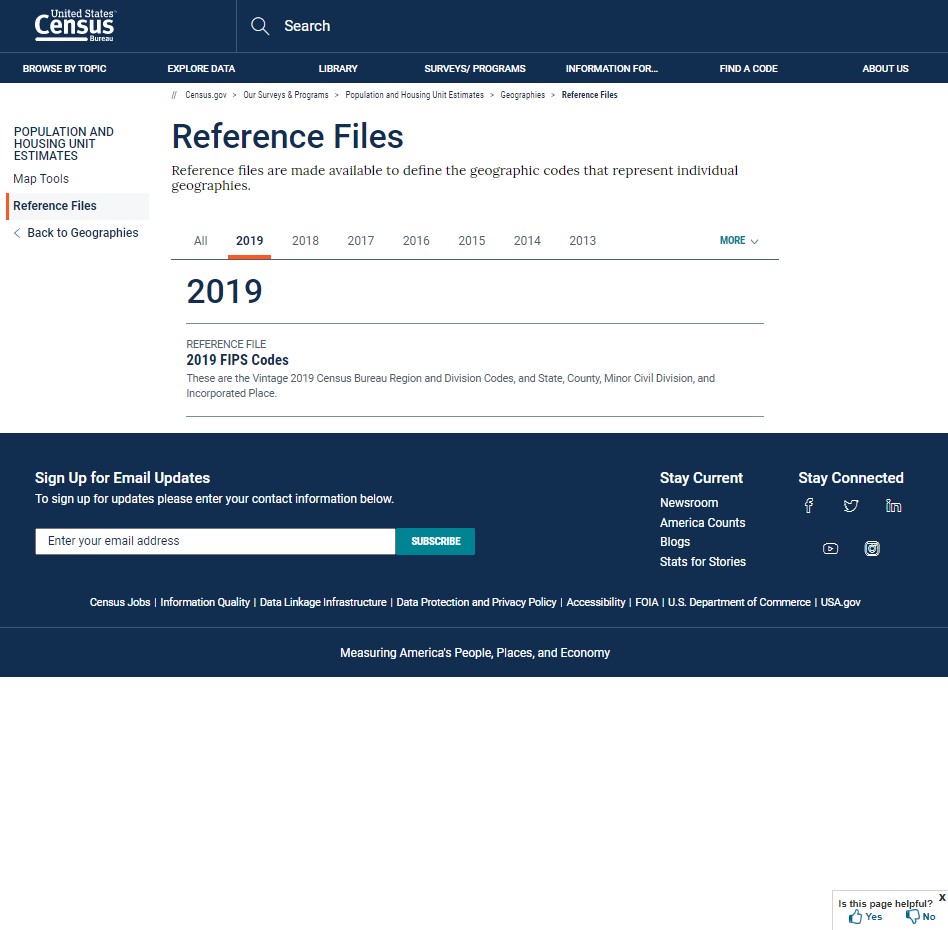 United States®
Census
Bureau
Search
BROWSE BY TOPIC EXPLORE DATA LIBRARY SURVEYS/ PROGRAMS INFORMATION FOR... FIND A CODE ABOUT US
// Census.gov > Our Surveys & Programs > Population and Housing Unit Estimates > Geographies > Reference Files
POPULATION AND
HOUSING UNIT
ESTIMATES
Map Tools
Reference Files
< Back to Geographies
Reference Files
Reference files are made available to define the geographic codes that represent individual
geographies.
All 2019 2018 2017 2016 2015 2014 2013 MORE
2019
REFERENCE FILE
2019 FIPS Codes
These are the Vintage 2019 Census Bureau Region and Division Codes, and State, County, Minor Civil Division, and
Incorporated Place.
Sign Up for Email Updates
To sign up for updates please enter your contact information below.
Enter your email address SUBSCRIBE
Stay Current
Newsroom
America Counts
Blogs
Stats for Stories
Stay Connected
Census Jobs | Information Quality | Data Linkage Infrastructure | Data Protection and Privacy Policy | Accessibility | FOIA | U.S. Department of Commerce | USA.gov
Measuring America's People, Places, and Economy
X
Is this page helpful?
Yes No